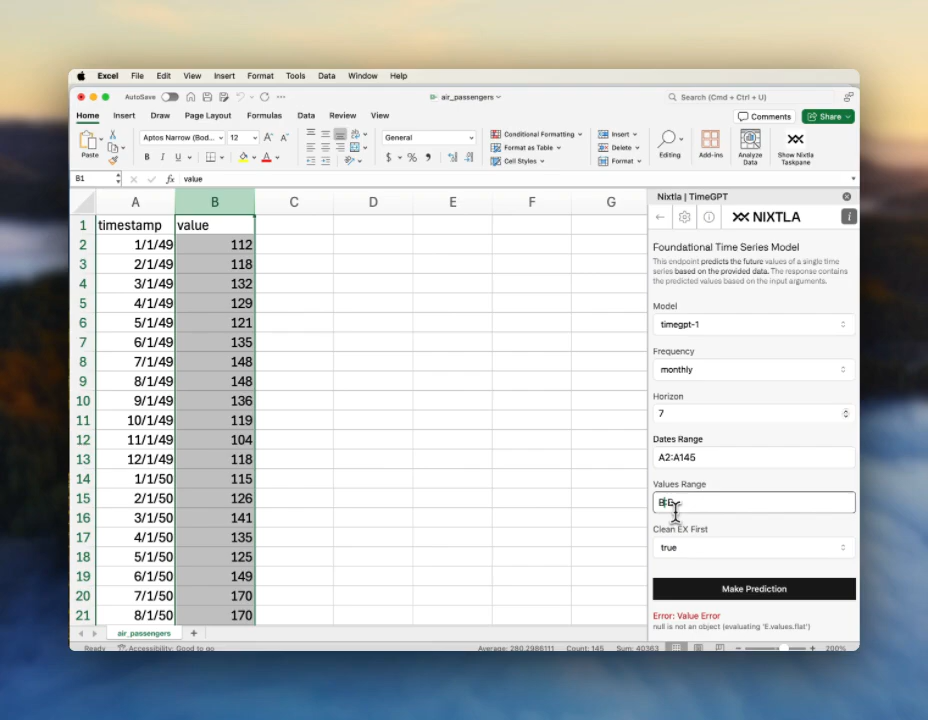 Excel File Edit View Insert Format Tools Data Window Help
AutoSave air_passengers Search (Cmd + Ctrl + U)
Home Insert Draw Page Layout Formulas Data Review View Comments Share
Paste
Aptos Narrow (Bod... 12 A^ Aˇ
B I U A
General
$ % 9
Conditional Formatting
Format as Table
Cell Styles
Insert
Delete
Format
Editing
Add-ins
Analyze
Data
Show Nixtla
Taskpane
B1 fx value
A B C D E F G
1 timestamp value
2 1/1/49 112
3 2/1/49 118
4 3/1/49 132
5 4/1/49 129
6 5/1/49 121
7 6/1/49 135
8 7/1/49 148
9 8/1/49 148
10 9/1/49 136
11 10/1/49 119
12 11/1/49 104
13 12/1/49 118
14 1/1/50 115
15 2/1/50 126
16 3/1/50 141
17 4/1/50 135
18 5/1/50 125
19 6/1/50 149
20 7/1/50 170
21 8/1/50 170
air_passengers +
Ready Accessibility: Good to go Average: 280.2986111 Count: 145 Sum: 40363 200%
Nixtla | TimeGPT
NIXTLA
Foundational Time Series Model
This endpoint predicts the future values of a single time
series based on the provided data. The response contains
the predicted values based on the input arguments.
Model
timegpt-1
Frequency
monthly
Horizon
7
Dates Range
A2:A145
Values Range
Clean EX First
true
Make Prediction
Error: Value Error
null is not an object (evaluating 'E.values.flat')